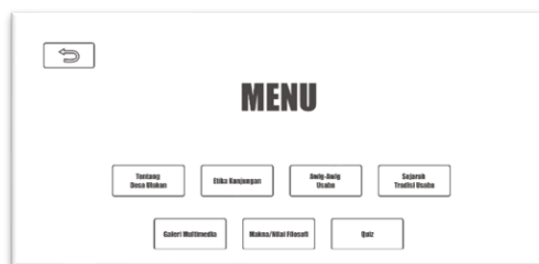 MENU
Tentang
Desa Ulakan
Etika Kunjungan
Awig-Awig
Usaba
Sejarah
Tradisi Usaba
Galeri Multimedia
Makna/Nilai Filosofi
Quiz